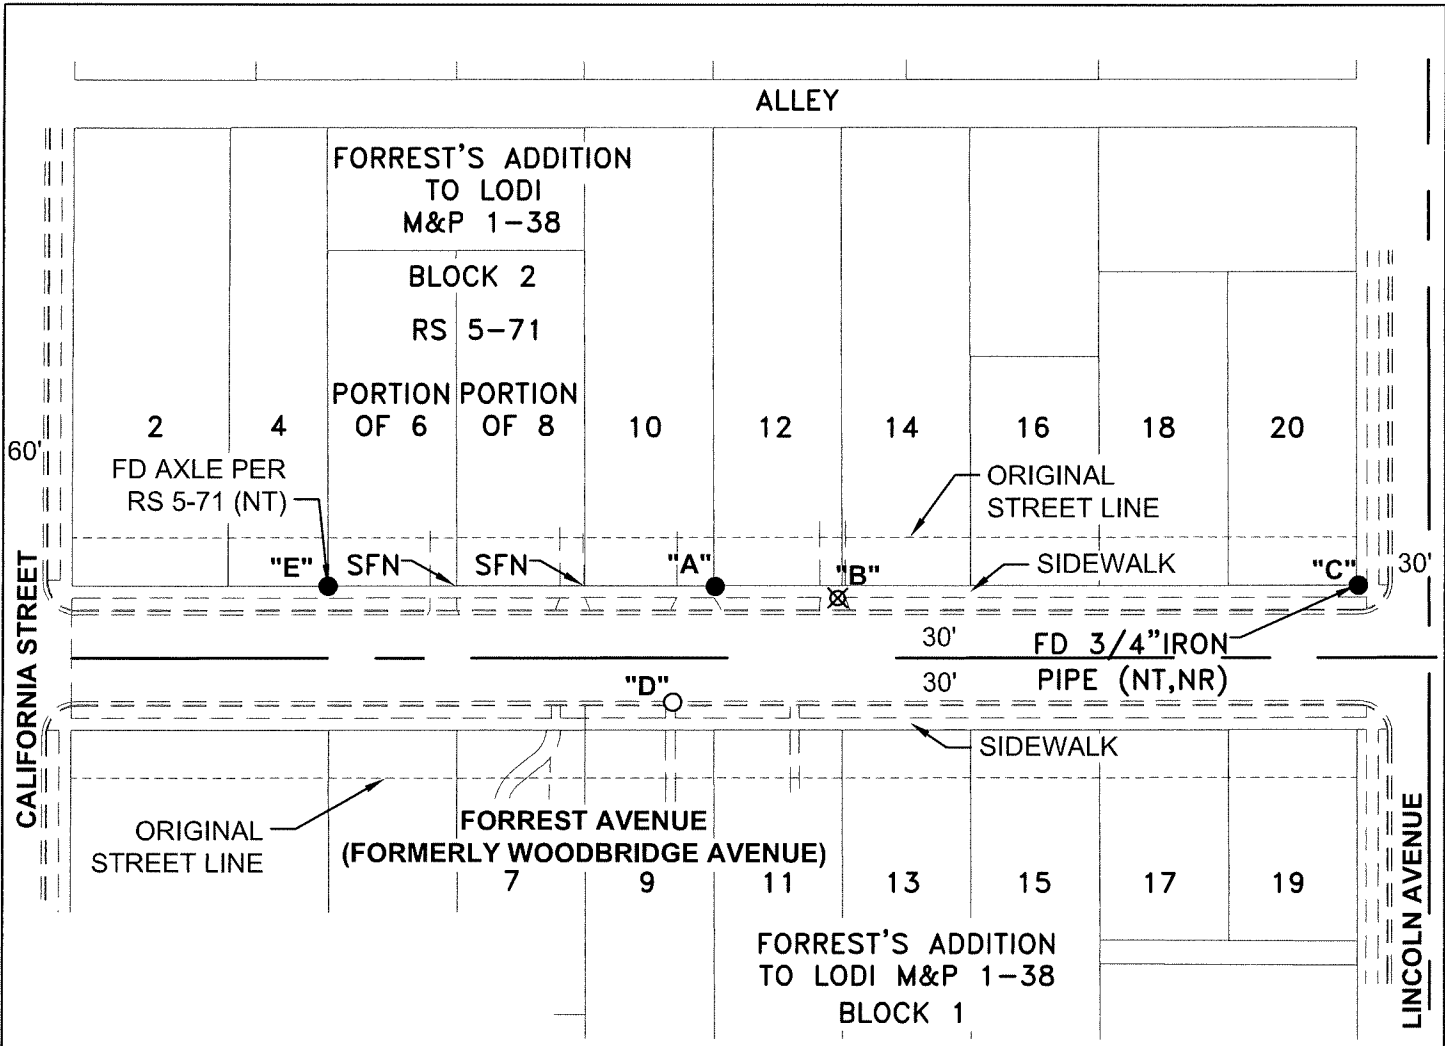 ALLEY
FORREST'S ADDITION
TO LODI
M&P 1-38
BLOCK 2
RS 5-71
PORTION
OF 6
PORTION
OF 8
2
4
10
12
14
16
18
20
60'
FD AXLE PER
RS 5-71 (NT)
ORIGINAL
STREET LINE
"E"
SFN
SFN
"A"
"B"
SIDEWALK
"C"
30'
CALIFORNIA STREET
30'
FD 3/4"IRON
PIPE (NT,NR)
"D"
30'
SIDEWALK
ORIGINAL
STREET LINE
FORREST AVENUE
(FORMERLY WOODBRIDGE AVENUE)
7
9
11
13
15
17
19
FORREST'S ADDITION
TO LODI M&P 1-38
BLOCK 1
LINCOLN AVENUE